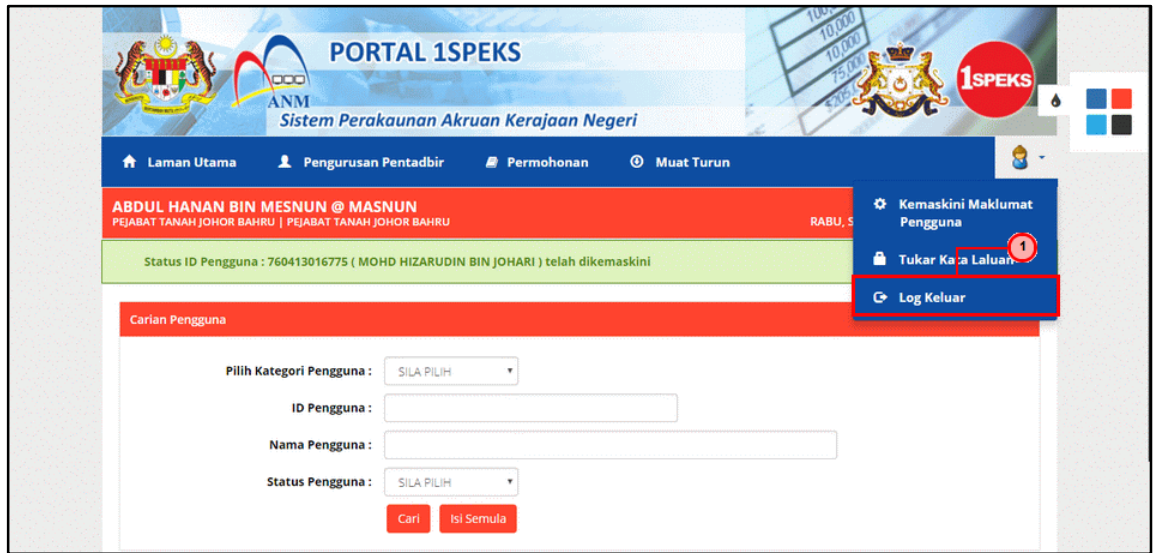 PORTAL 1SPEKS
ANM
Sistem Perakaunan Akruan Kerajaan Negeri
1SPEKS
Laman Utama
Pengurusan Pentadbir
Permohonan
Muat Turun
ABDUL HANAN BIN MESNUN @ MASNUN
PEJABAT TANAH JOHOR BAHRU | PEJABAT TANAH JOHOR BAHRU
RABU, S
Kemaskini Maklumat
Pengguna
1
Tukar Kata Laluan
Log Keluar
Status ID Pengguna : 760413016775 ( MOHD HIZARUDIN BIN JOHARI ) telah dikemaskini
Carian Pengguna
Pilih Kategori Pengguna :
SILA PILIH
ID Pengguna :
Nama Pengguna :
Status Pengguna :
SILA PILIH
Cari
Isi Semula